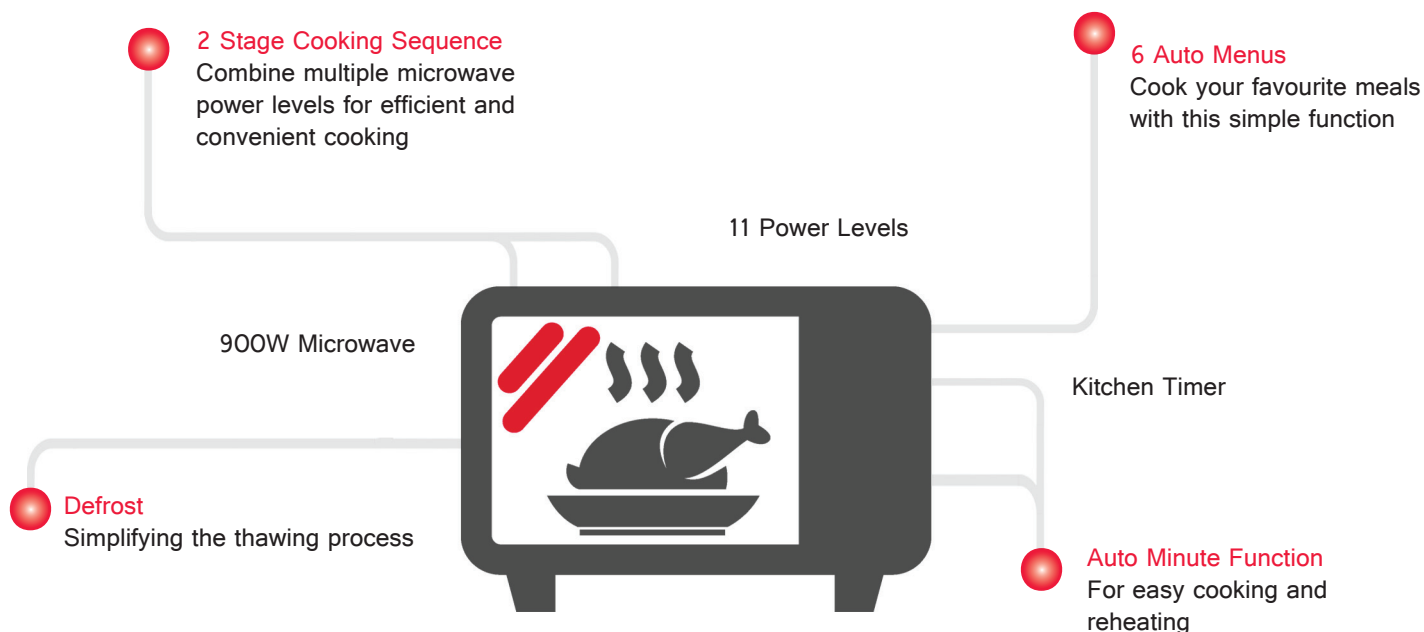 2 Stage Cooking Sequence
Combine multiple microwave
power levels for efficient and
convenient cooking
6 Auto Menus
Cook your favourite meals
with this simple function
11 Power Levels
900W Microwave
Kitchen Timer
Defrost
Simplifying the thawing process
Auto Minute Function
For easy cooking and
reheating